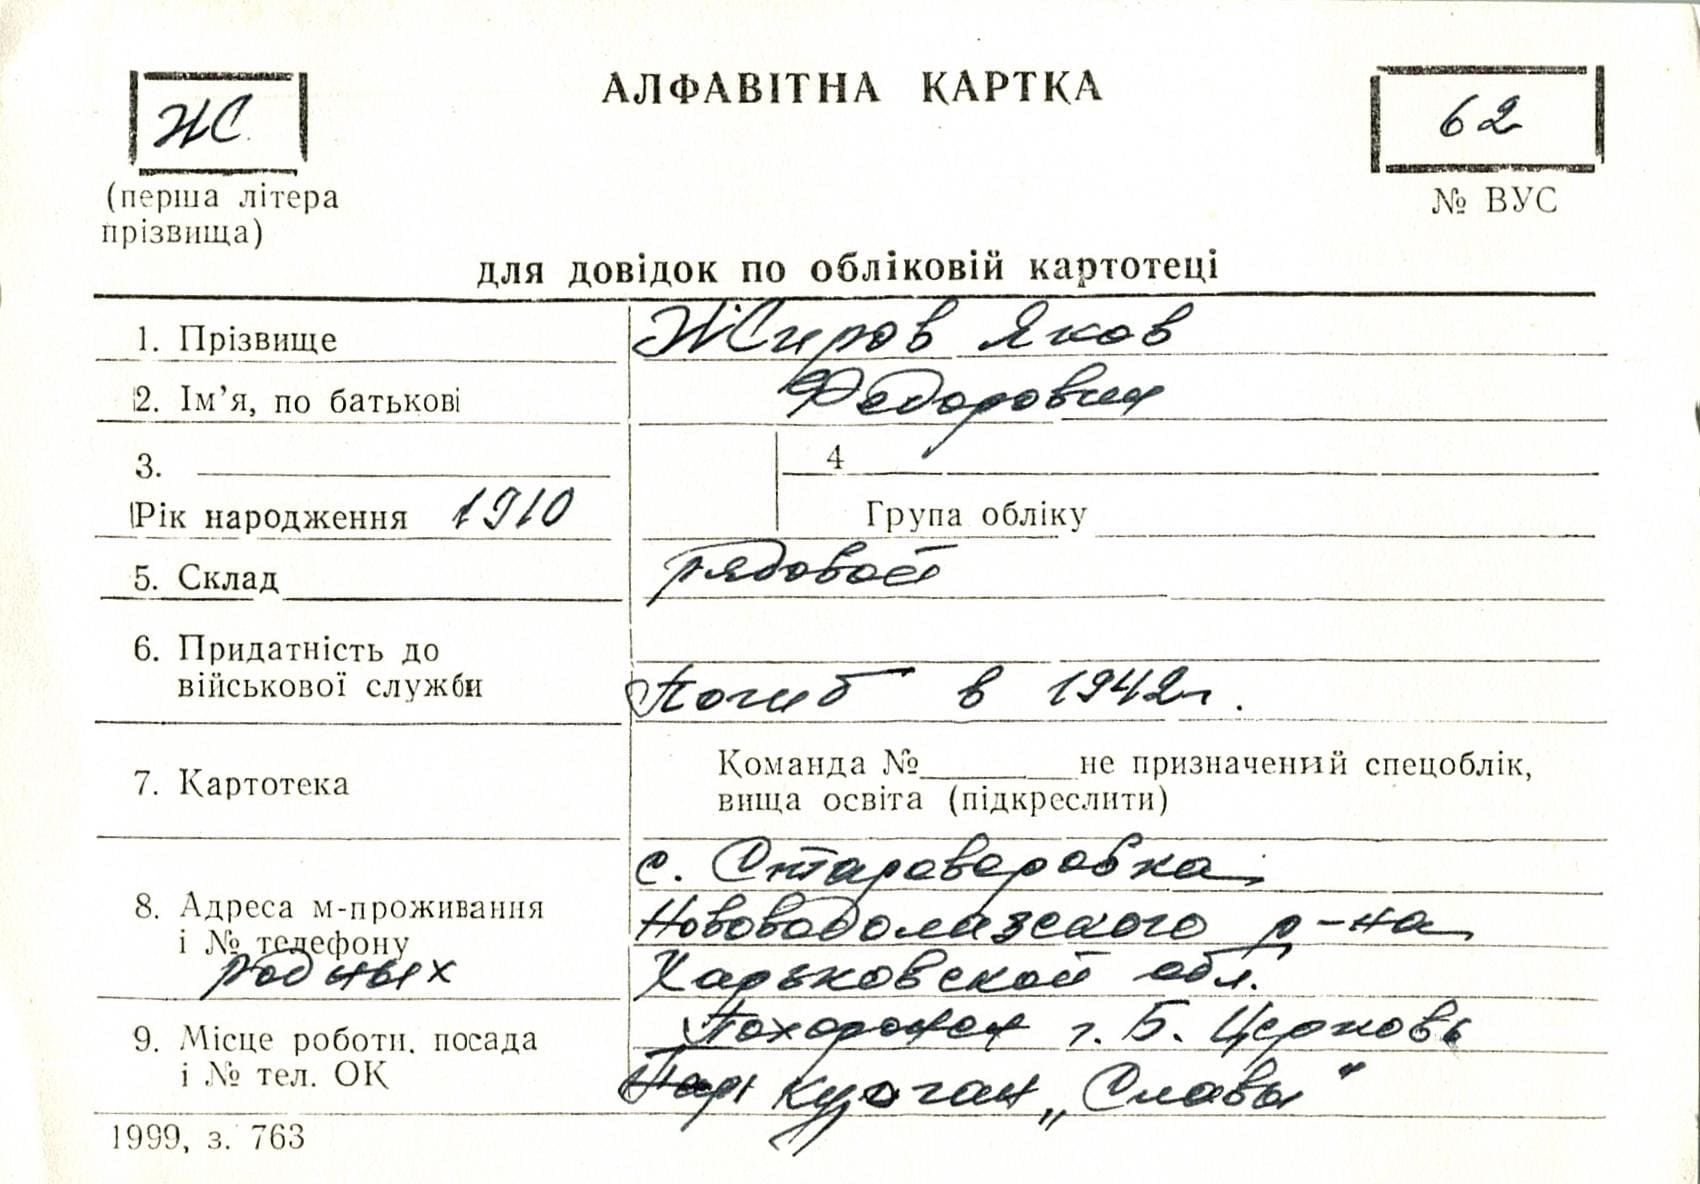 АЛФАВІТНА КАРТКА
Ж
62
(перша літера
прізвища)
№ ВУС
для довідок по обліковій картотеці
1. Прізвище Жиров Яков
2. Ім'я, по батькові Федорович
3.
4
Рік народження 1910
Група обліку
5. Склад рядовой
6. Придатність до
військової служби Погиб в 1942г.
7. Картотека
Команда №______ не призначений спецоблік,
вища освіта (підкреслити)
с. Староверовка
8. Адреса м-проживання Нововодолазского р-на
і № телефону
родных Харьковской обл.
Похоронен г. Б. Церковь
9. Місце роботи, посада
і № тел. ОК курган „Славы"
1999, з. 763